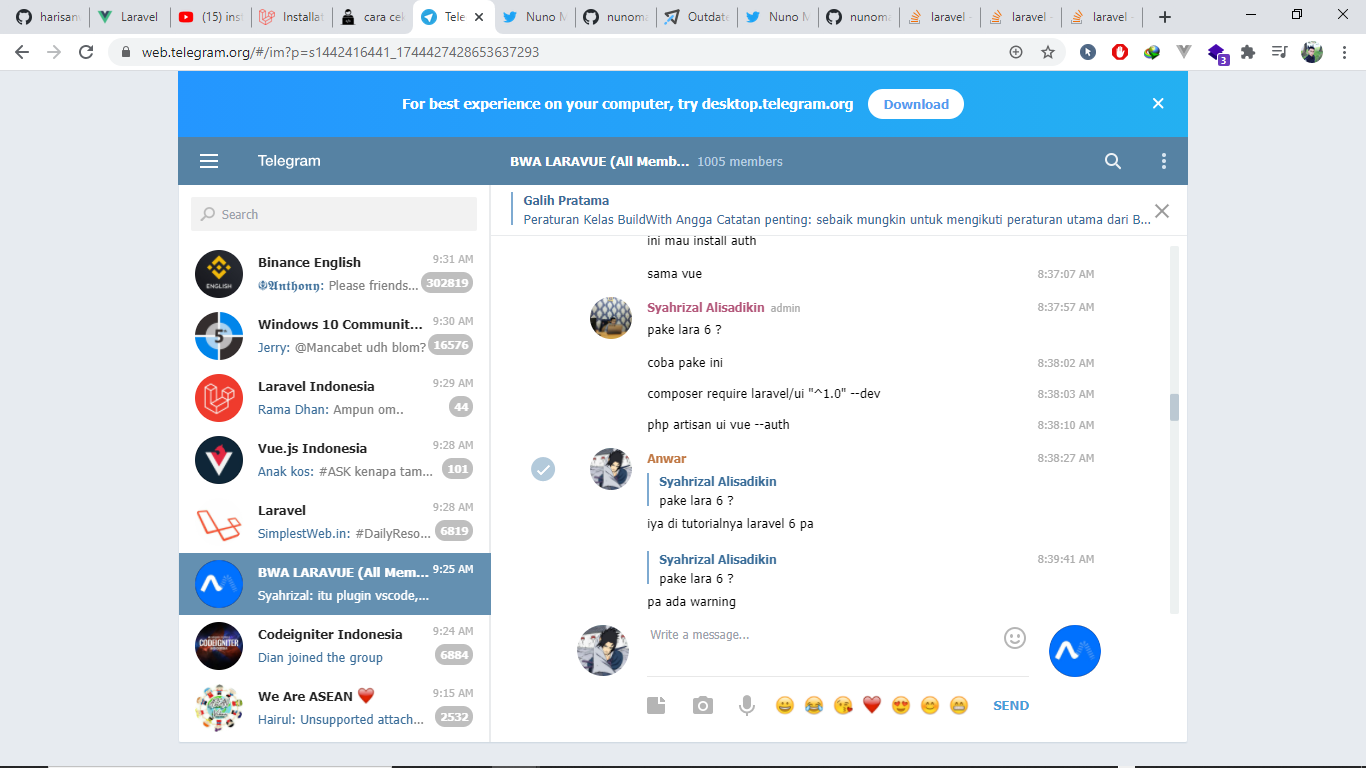 harisanv
Laravel
(15) inst
Installat
cara cek
Tele
Nuno M
nunoma
Outdate
Nuno M
nunoma
laravel -
laravel -
laravel -
web.telegram.org/#/im?p=s1442416441_1744427428653637293
3
For best experience on your computer, try desktop.telegram.org
Download
Telegram
BWA LARAVUE (All Memb...
1005 members
Search
Galih Pratama
Peraturan Kelas BuildWith Angga Catatan penting: sebaik mungkin untuk mengikuti peraturan utama dari B...
Binance English
9:31 AM
ENGLISH
𝕬𝖓𝖙𝖍𝖔𝖓𝖞: Please friends...
302819
Windows 10 Communit...
9:30 AM
5
Jerry: @Mancabet udh blom?
16576
Laravel Indonesia
9:29 AM
Rama Dhan: Ampun om..
44
Vue.js Indonesia
9:28 AM
Anak kos: #ASK kenapa tam...
101
Laravel
9:28 AM
SimplestWeb.in: #DailyReso...
6819
BWA LARAVUE (All Mem...
9:25 AM
Syahrizal: itu plugin vscode,...
Codeigniter Indonesia
9:24 AM
CODEIGNITER
Dian joined the group
6884
We Are ASEAN ❤️
9:15 AM
Hairul: Unsupported attach...
2532
ini mau install auth
sama vue
8:37:07 AM
Syahrizal Alisadikin admin
8:37:57 AM
pake lara 6 ?
coba pake ini
8:38:02 AM
composer require laravel/ui "^1.0" --dev
8:38:03 AM
php artisan ui vue --auth
8:38:10 AM
Anwar
8:38:27 AM
Syahrizal Alisadikin
pake lara 6 ?
iya di tutorialnya laravel 6 pa
Syahrizal Alisadikin
8:39:41 AM
pake lara 6 ?
pa ada warning
Write a message...
SEND